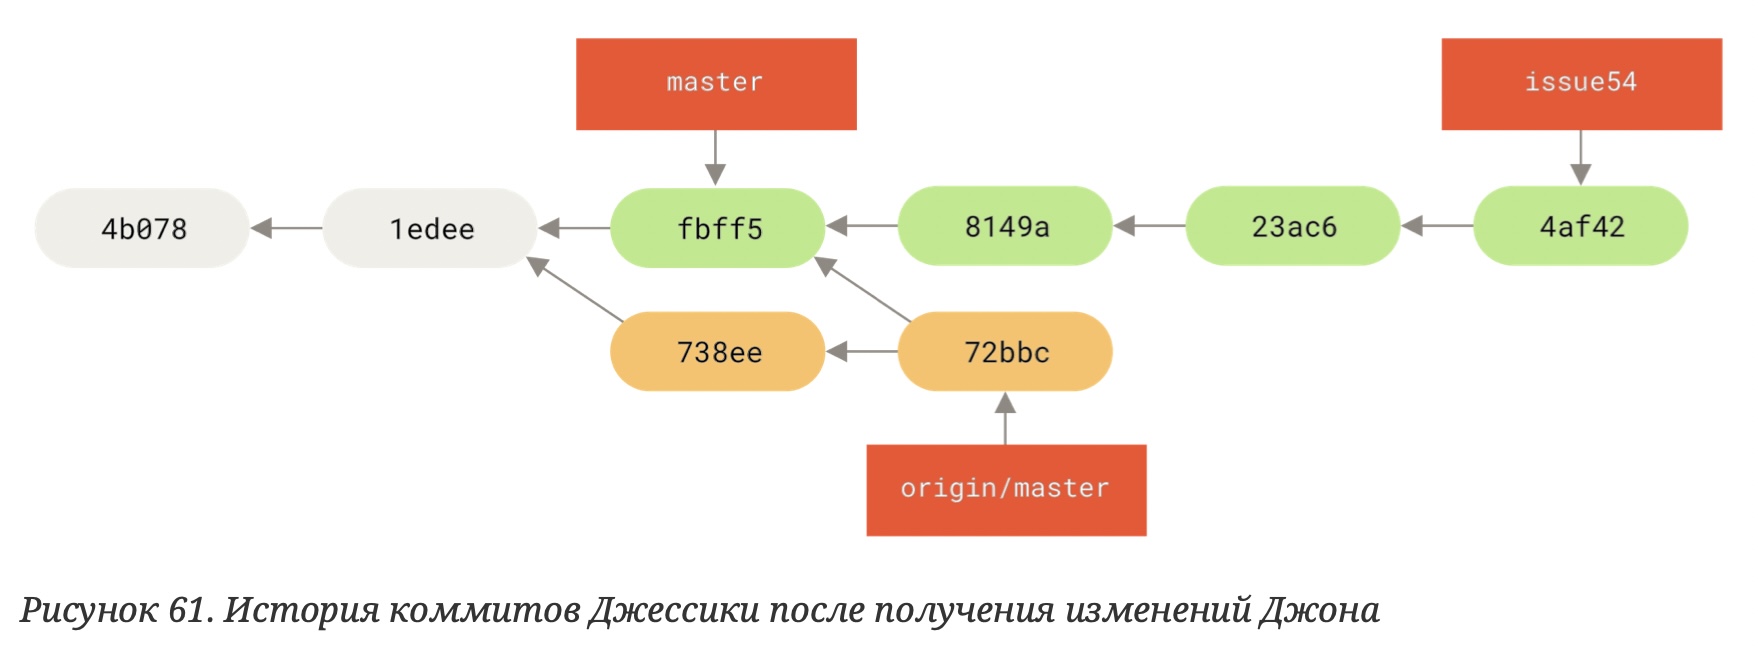 master
issue54
4b078
1edee
fbff5
8149a
23ac6
4af42
738ee
72bbc
origin/master
Рисунок 61. История коммитов Джессики после получения изменений Джона